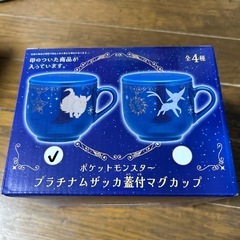 印のついた商品が
入っています。
全4種
ポケットモンスター
プラチナムザッカ蓋付マグカップ